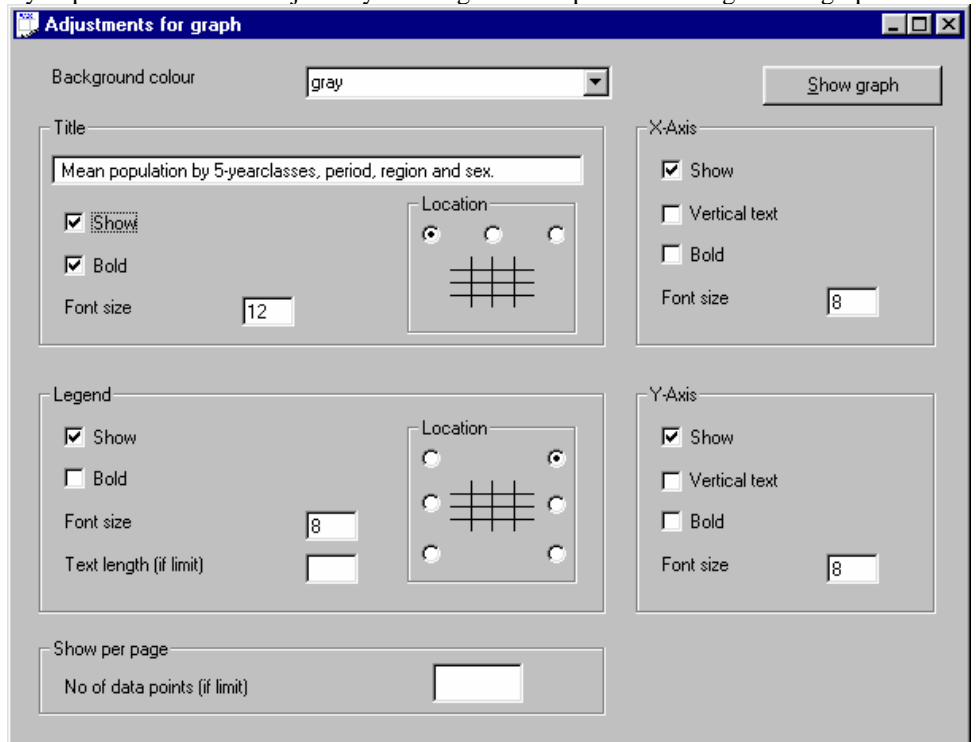 Adjustments for graph
Background colour
gray
Show graph
Title
Mean population by 5-yearclasses, period, region and sex.
Show
Bold
Font size
12
Location
X-Axis
Show
Vertical text
Bold
Font size
8
Legend
Show
Bold
Font size
8
Text length (if limit)
Location
Y-Axis
Show
Vertical text
Bold
Font size
8
Show per page
No of data points (if limit)